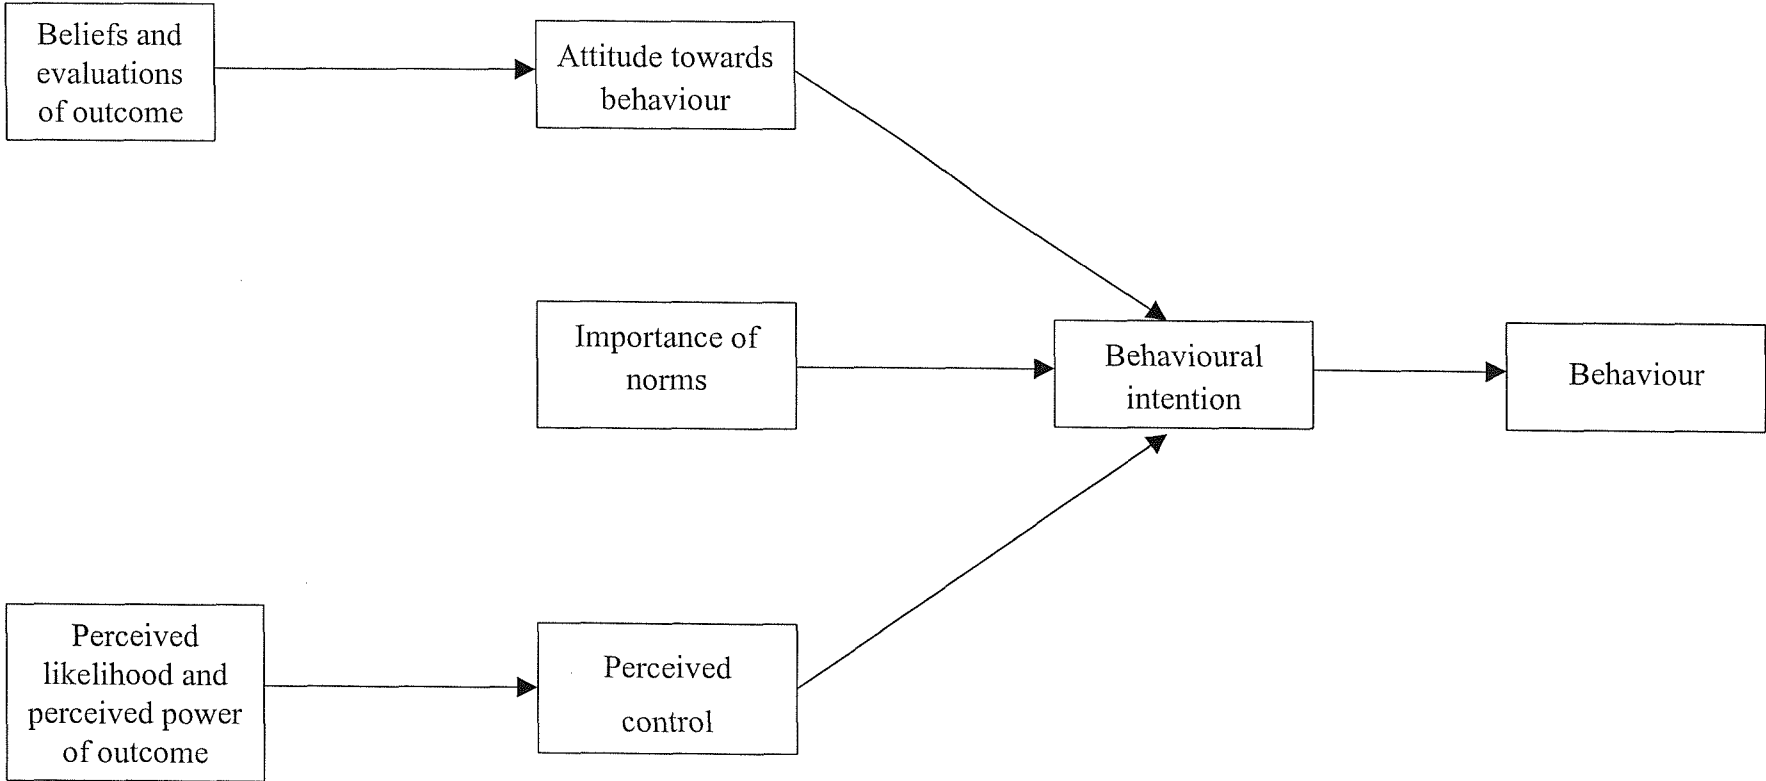 Beliefs and
evaluations
of outcome
Attitude towards
behaviour
Importance of
norms
Behavioural
intention
Behaviour
Perceived
likelihood and
perceived power
of outcome
Perceived
control